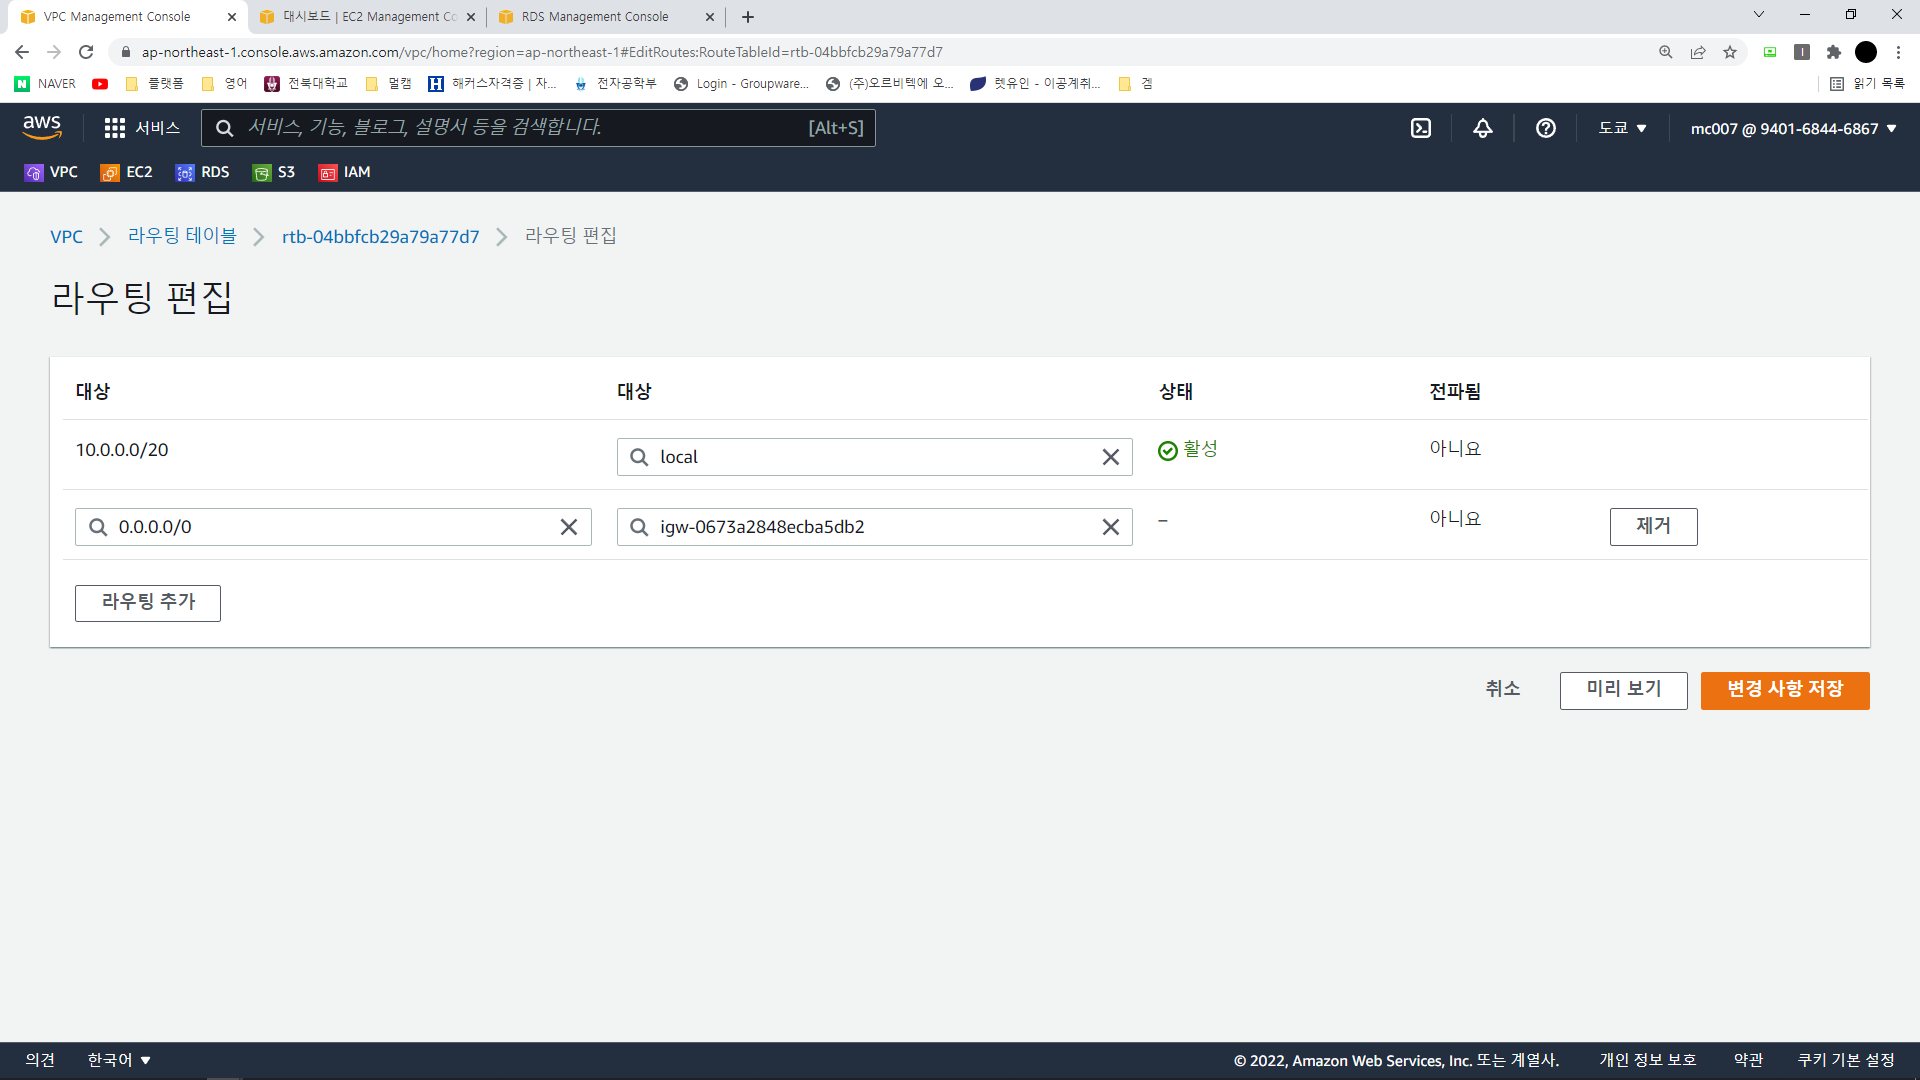 VPC Management Console
대시보드 | EC2 Management Co
RDS Management Console
ap-northeast-1.console.aws.amazon.com/vpc/home?region=ap-northeast-1#EditRoutes:RouteTableId=rtb-04bbfcb29a79a77d7
NAVER 플랫폼 영어 전북대학교 멀캠 해커스자격증 | 자... 전자공학부 Login - Groupware... (주)오르비텍에 오... 렛유인 - 이공계취... 겜 읽기 목록
aws 서비스 서비스, 기능, 블로그, 설명서 등을 검색합니다. [Alt+S] 도쿄 mc007 @ 9401-6844-6867
VPC EC2 RDS S3 IAM
VPC 라우팅 테이블 rtb-04bbfcb29a79a77d7 라우팅 편집
라우팅 편집
대상 대상 상태 전파됨
10.0.0.0/20 local 활성 아니요
0.0.0.0/0 igw-0673a2848ecba5db2 – 아니요 제거
라우팅 추가
취소 미리 보기 변경 사항 저장
의견 한국어 © 2022, Amazon Web Services, Inc. 또는 계열사. 개인 정보 보호 약관 쿠키 기본 설정